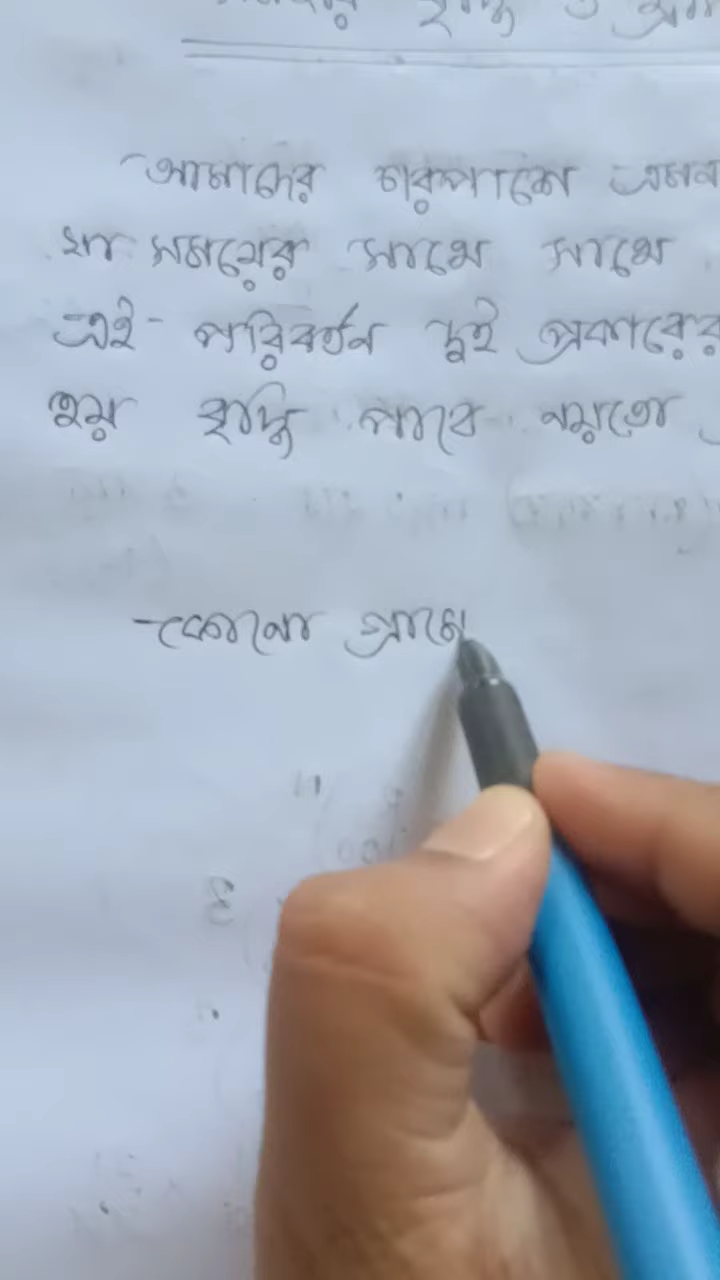 বৃদ্ধি ও
আমাদের চারপাশে এমন
যা সময়ের সাথে সাথে
এই পরিবর্তন দুই প্রকারের
হয় বৃদ্ধি পাবে নয়তো
কোনো গ্রামে